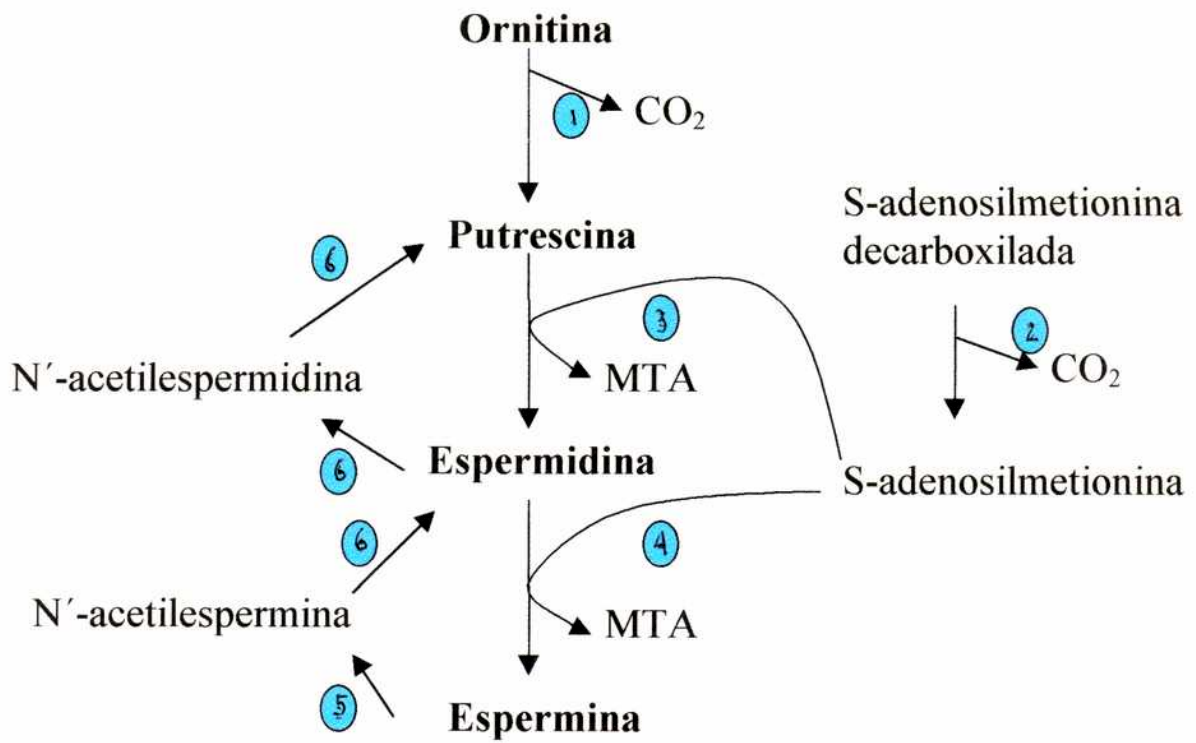 Ornitina
1
CO₂
S-adenosilmetionina
decarboxilada
Putrescina
6
3
2
CO₂
N´-acetilespermidina
MTA
6
Espermidina
S-adenosilmetionina
6
4
N´-acetilespermina
MTA
5
Espermina